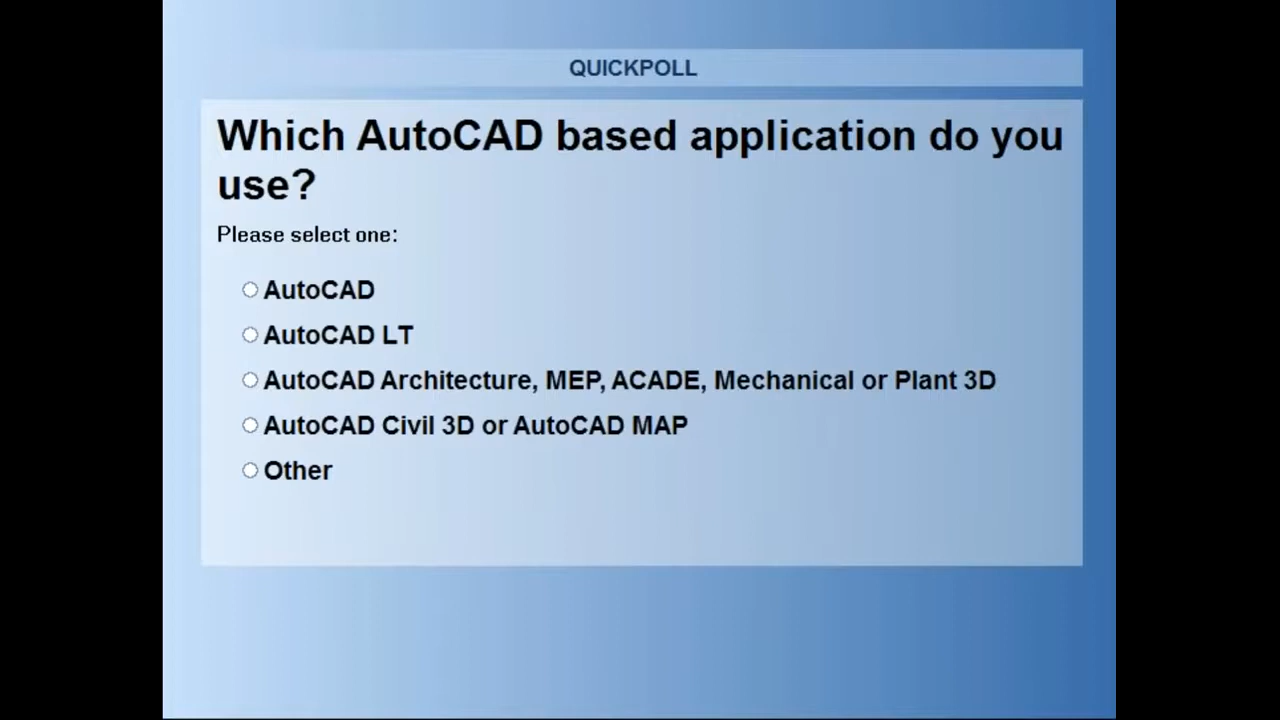 QUICKPOLL
Which AutoCAD based application do you
use?
Please select one:
AutoCAD
AutoCAD LT
AutoCAD Architecture, MEP, ACADE, Mechanical or Plant 3D
AutoCAD Civil 3D or AutoCAD MAP
Other